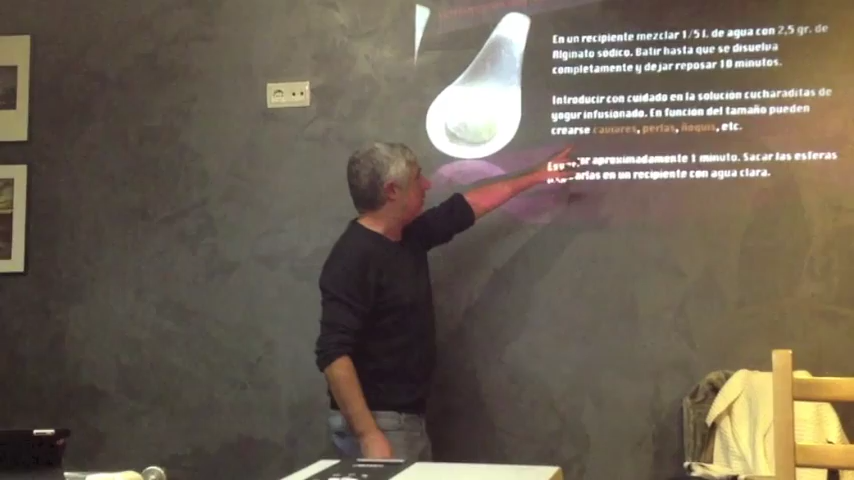 En un recipiente mezclar 1/5 l. de agua con 2,5 gr. de
Alginato sódico. Batir hasta que se disuelva
completamente y dejar reposar 10 minutos.
Introducir con cuidado en la solución cucharaditas de
yogur infusionado. En función del tamaño pueden
crearse caviares, perlas, ñoquis, etc.
aproximadamente 1 minuto. Sacar las esferas
en un recipiente con agua clara.